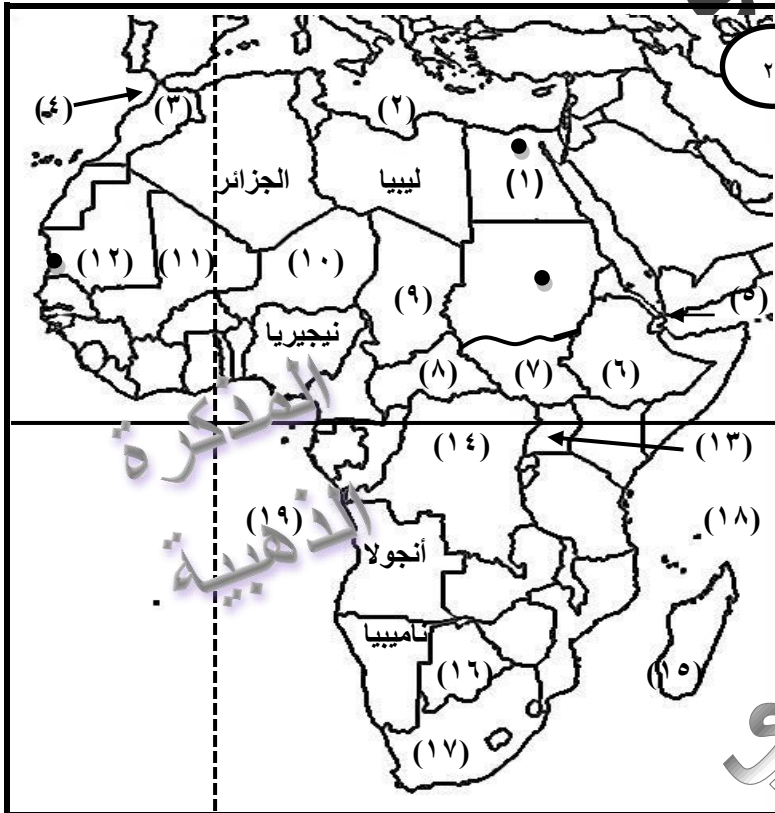 ٢
(٤)
(٣)
(٢)
الجزائر
ليبيا
(١)
(١٢)
(١١)
(١٠)
(٩)
(٥)
نيجيريا
(٨)
(٧)
(٦)
المذكرة
(١٤)
(١٣)
الذهبية
(١٩)
(١٨)
أنجولا
ناميبيا
(١٦)
(١٥)
(١٧)